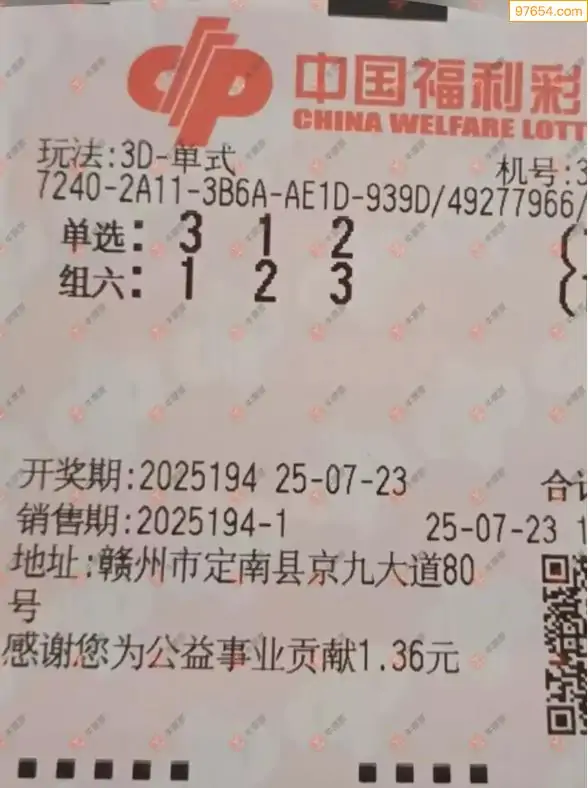 97654.com
中国福利彩
CHINA WELFARE LOTT
玩法:3D-单式
机号:3
7240-2A11-3B6A-AE1D-939D/49277966/
单选: 3 1 2
组六: 1 2 3
开奖期:2025194 25-07-23
合计
销售期:2025194-1 25-07-23 1
地址:赣州市定南县京九大道80
号
感谢您为公益事业贡献1.36元